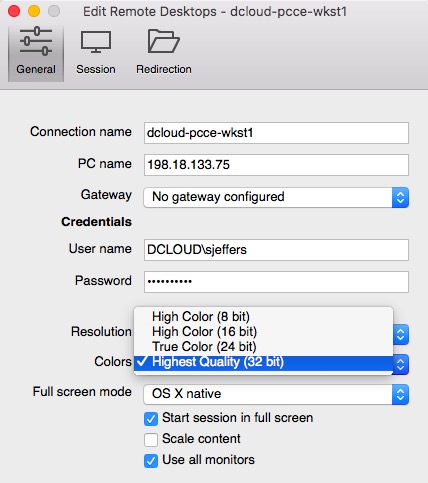 Edit Remote Desktops - dcloud-pcce-wkst1
General Session Redirection
Connection name dcloud-pcce-wkst1
PC name 198.18.133.75
Gateway No gateway configured
Credentials
User name DCLOUD\sjeffers
Password ••••••••••
High Color (8 bit)
Resolution High Color (16 bit)
True Color (24 bit)
Colors ✓ Highest Quality (32 bit)
Full screen mode OS X native
Start session in full screen
Scale content
Use all monitors